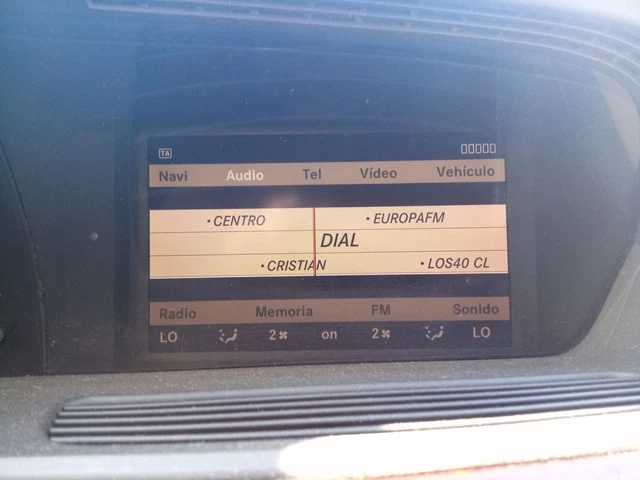 TA
Navi Audio Tel Vídeo Vehículo
• CENTRO • EUROPAFM
DIAL
• CRISTIAN • LOS40 CL
Radio Memoria FM Sonido
LO 2 on 2 LO